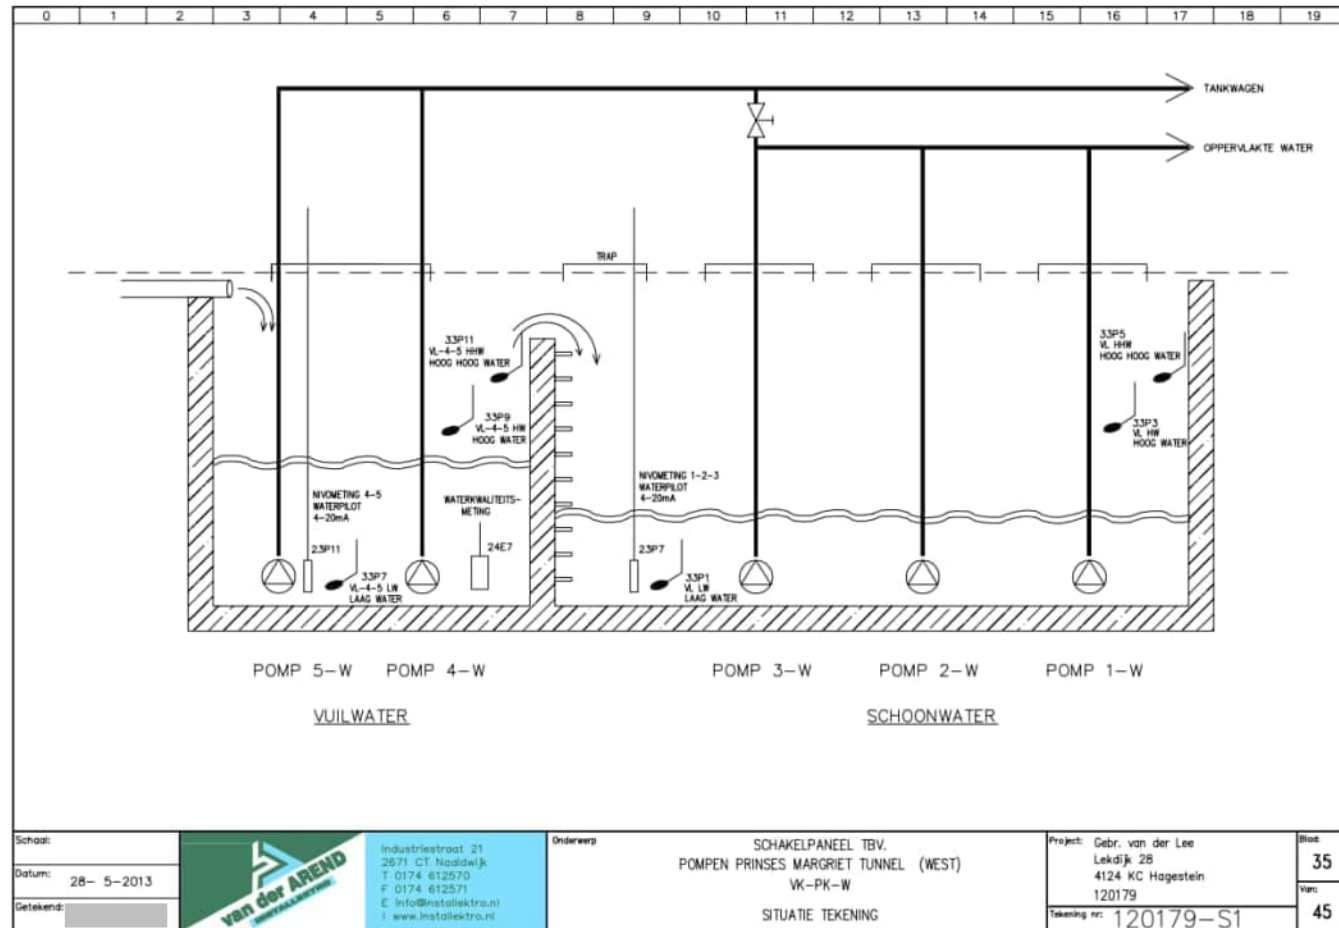 0 1 2 3 4 5 6 7 8 9 10 11 12 13 14 15 16 17 18 19
TANKWAGEN
OPPERVLAKTE WATER
TRAP
33P11
VL-4-5 HHW
HOOG HOOG WATER
33P9
VL-4-5 HW
HOOG WATER
33P5
VL HHW
HOOG HOOG WATER
33P3
VL HW
HOOG WATER
NIVOMETING 4-5
WATERPILOT
4-20mA
WATERKWALITEITS-
METING
NIVOMETING 1-2-3
WATERPILOT
4-20mA
23P11
33P7
VL-4-5 LW
LAAG WATER
24E7
23P7
33P1
VL LW
LAAG WATER
POMP 5-W POMP 4-W POMP 3-W POMP 2-W POMP 1-W
VUILWATER SCHOONWATER
Schaal:
Datum: 28- 5-2013
Getekend:
van der AREND
INSTALLEKTRO
Industriestraat 21
2671 CT Naaldwijk
T 0174 612570
F 0174 612571
E info@installektro.nl
I www.installektro.nl
Onderwerp
SCHAKELPANEEL TBV.
POMPEN PRINSES MARGRIET TUNNEL (WEST)
VK-PK-W
SITUATIE TEKENING
Project: Gebr. van der Lee
Lekdijk 28
4124 KC Hagestein
120179
Tekening nr: 120179-S1
Blad: 35
Van: 45